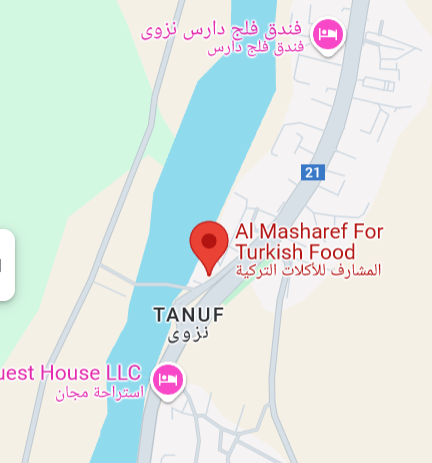 فندق فلج دارس نزوى
فندق فلج دارس
21
Al Masharef For
Turkish Food
المشارف للأكلات التركية
TANUF
نزوى
uest House LLC
استراحة مجان